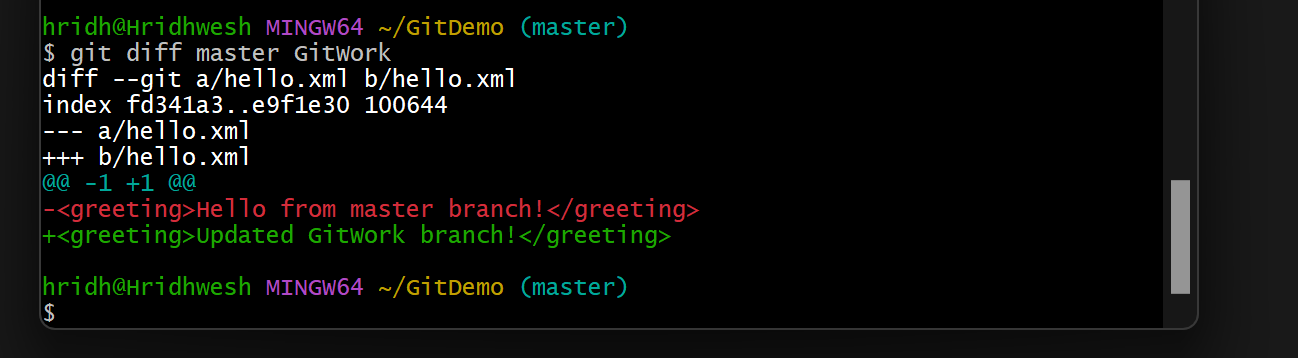 hridh@Hridhwesh MINGW64 ~/GitDemo (master)
$ git diff master GitWork
diff --git a/hello.xml b/hello.xml
index fd341a3..e9f1e30 100644
--- a/hello.xml
+++ b/hello.xml
@@ -1 +1 @@
-<greeting>Hello from master branch!</greeting>
+<greeting>Updated GitWork branch!</greeting>
hridh@Hridhwesh MINGW64 ~/GitDemo (master)
$